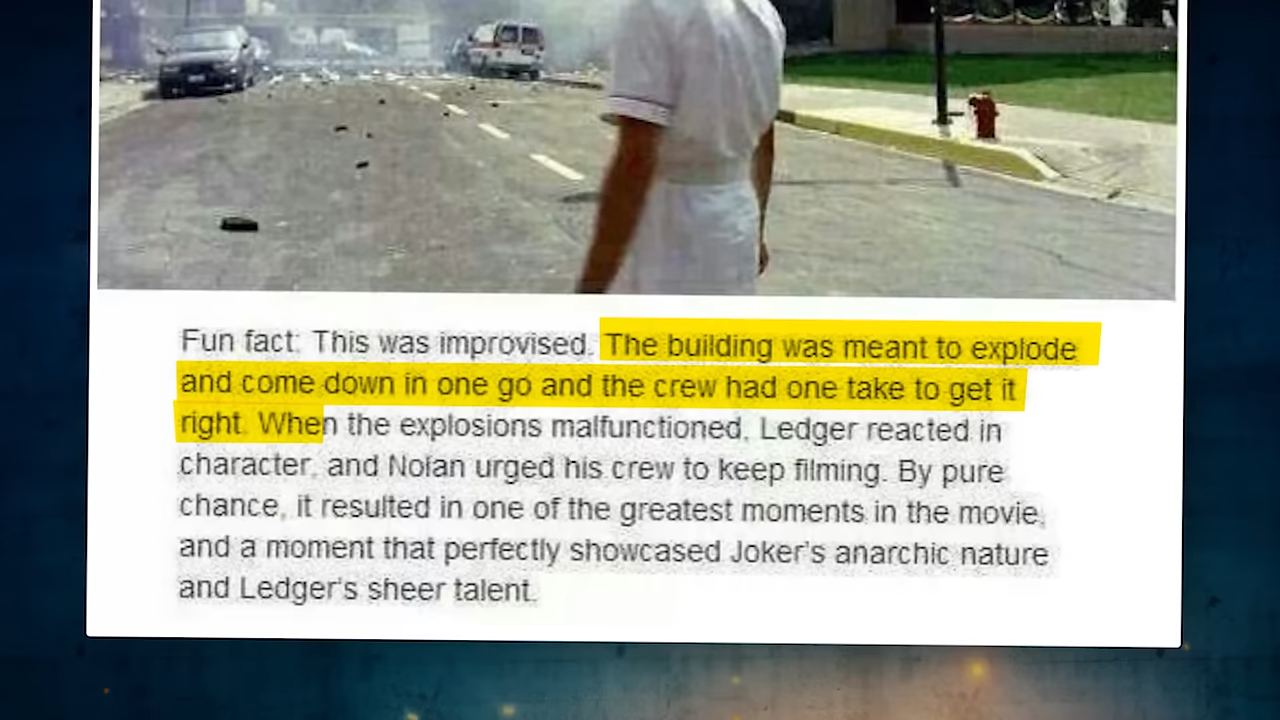 Fun fact: This was improvised. The building was meant to explode
and come down in one go and the crew had one take to get it
right. When the explosions malfunctioned, Ledger reacted in
character, and Nolan urged his crew to keep filming. By pure
chance, it resulted in one of the greatest moments in the movie,
and a moment that perfectly showcased Joker's anarchic nature
and Ledger's sheer talent.